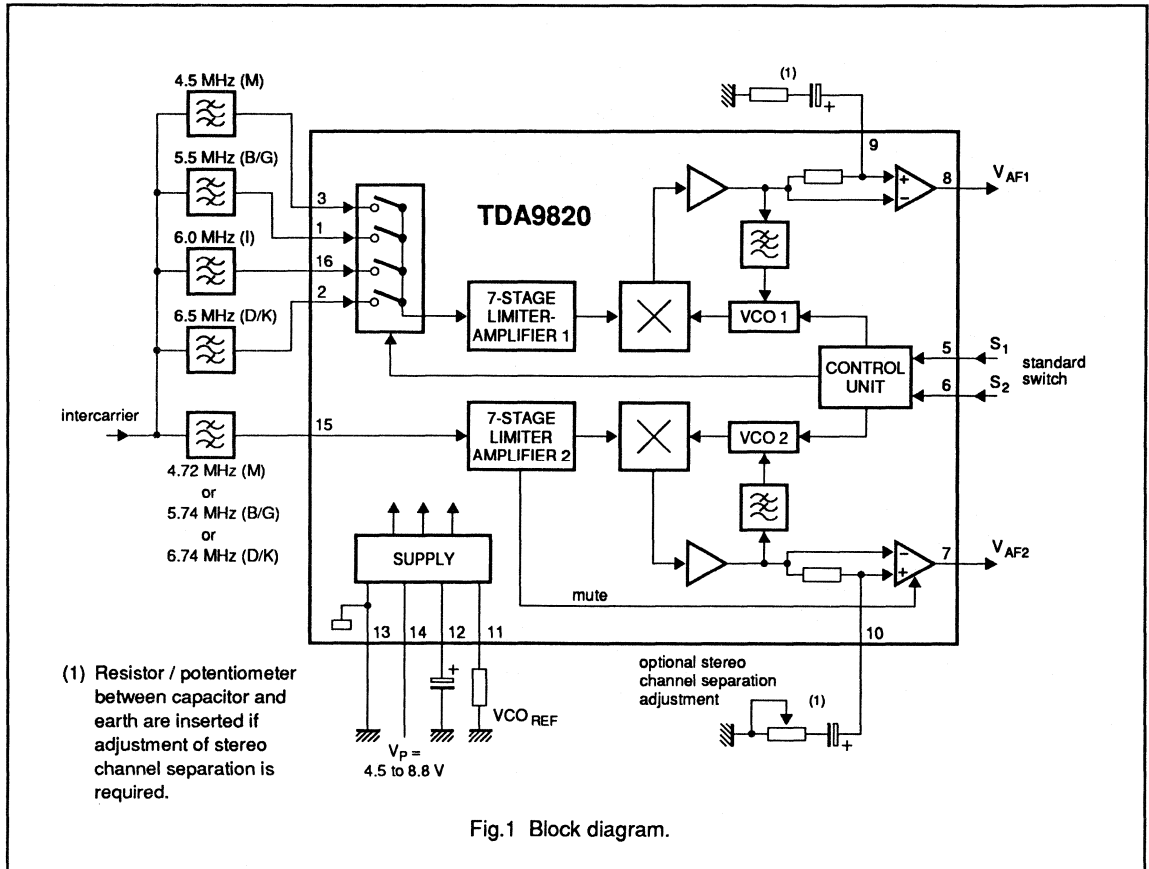 4.5 MHz (M)
5.5 MHz (B/G)
6.0 MHz (I)
6.5 MHz (D/K)
intercarrier
4.72 MHz (M)
or
5.74 MHz (B/G)
or
6.74 MHz (D/K)
3
1
16
2
15
TDA9820
7-STAGE
LIMITER-
AMPLIFIER 1
7-STAGE
LIMITER
AMPLIFIER 2
VCO 1
VCO 2
CONTROL
UNIT
(1)
+
9
+
−
8
V AF1
5
S1
6
S2
standard
switch
−
+
7
V AF2
mute
10
SUPPLY
13
14
12
11
+
VCO REF
VP =
4.5 to 8.8 V
optional stereo
channel separation
adjustment
(1)
+
(1) Resistor / potentiometer
between capacitor and
earth are inserted if
adjustment of stereo
channel separation is
required.
Fig.1 Block diagram.